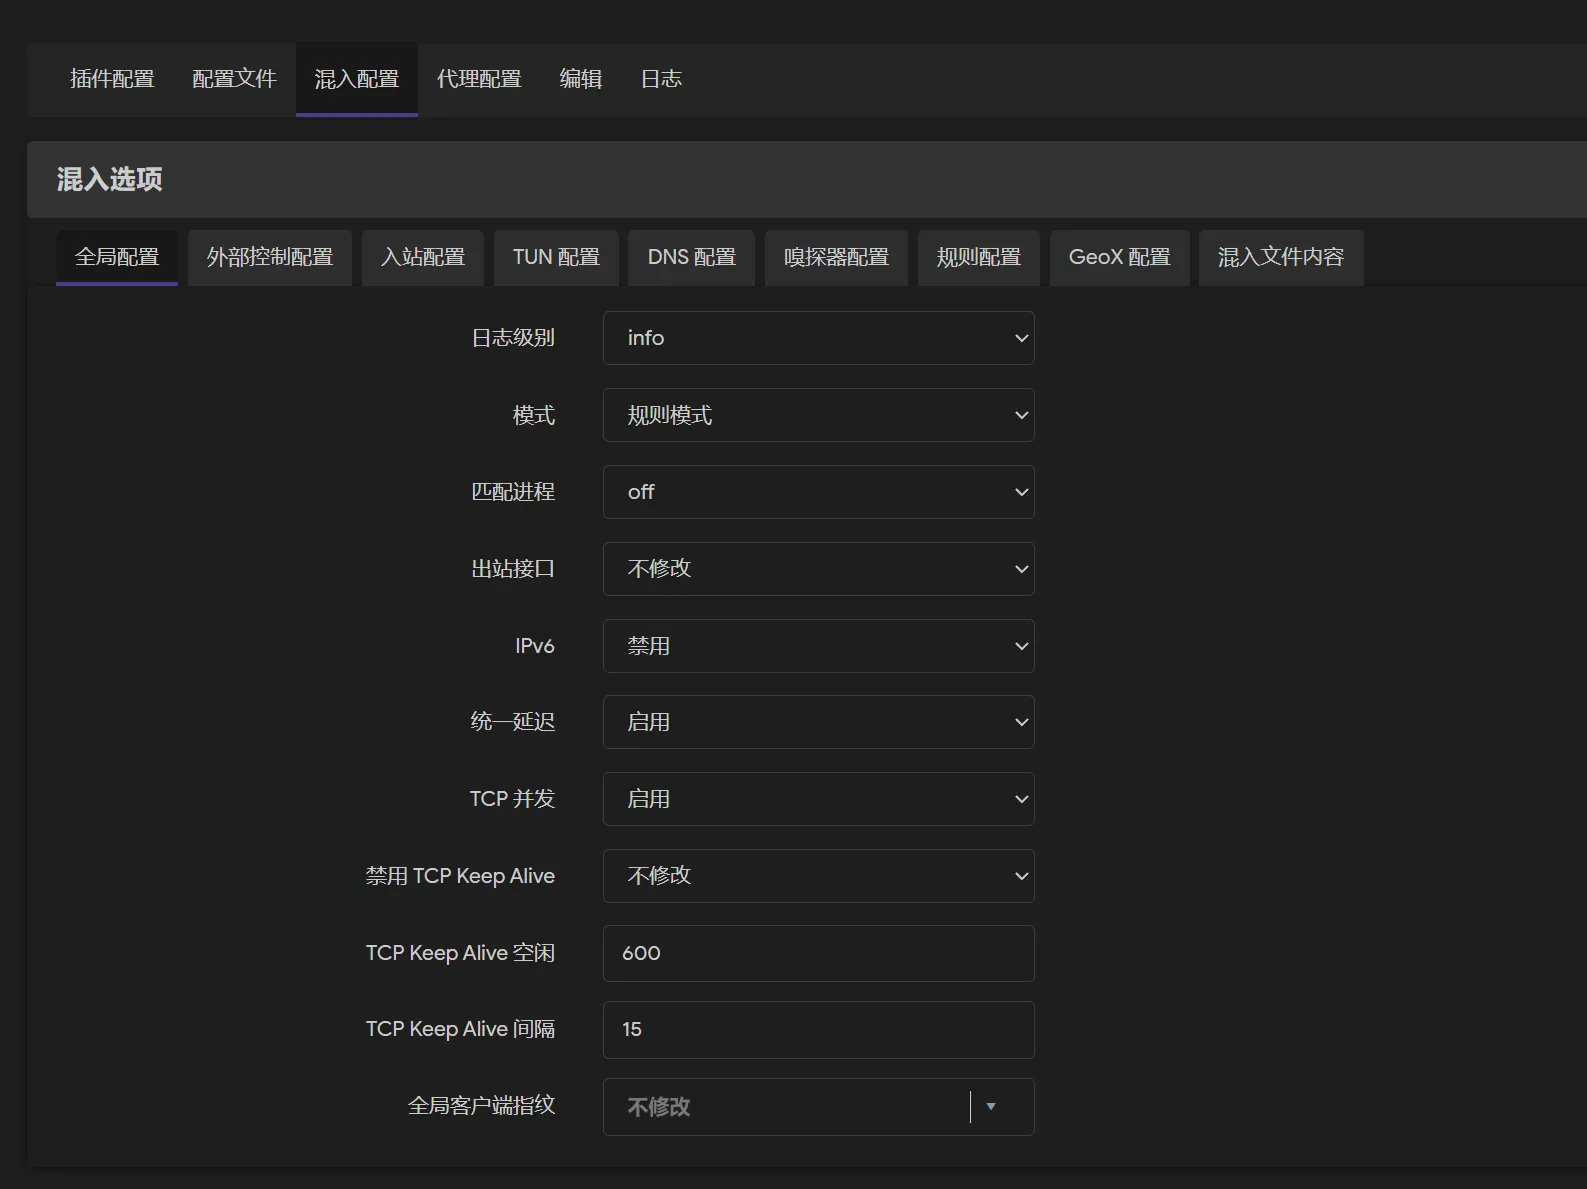 插件配置 配置文件 混入配置 代理配置 编辑 日志
混入选项
全局配置 外部控制配置 入站配置 TUN 配置 DNS 配置 嗅探器配置 规则配置 GeoX 配置 混入文件内容
日志级别 info
模式 规则模式
匹配进程 off
出站接口 不修改
IPv6 禁用
统一延迟 启用
TCP 并发 启用
禁用 TCP Keep Alive 不修改
TCP Keep Alive 空闲 600
TCP Keep Alive 间隔 15
全局客户端指纹 不修改